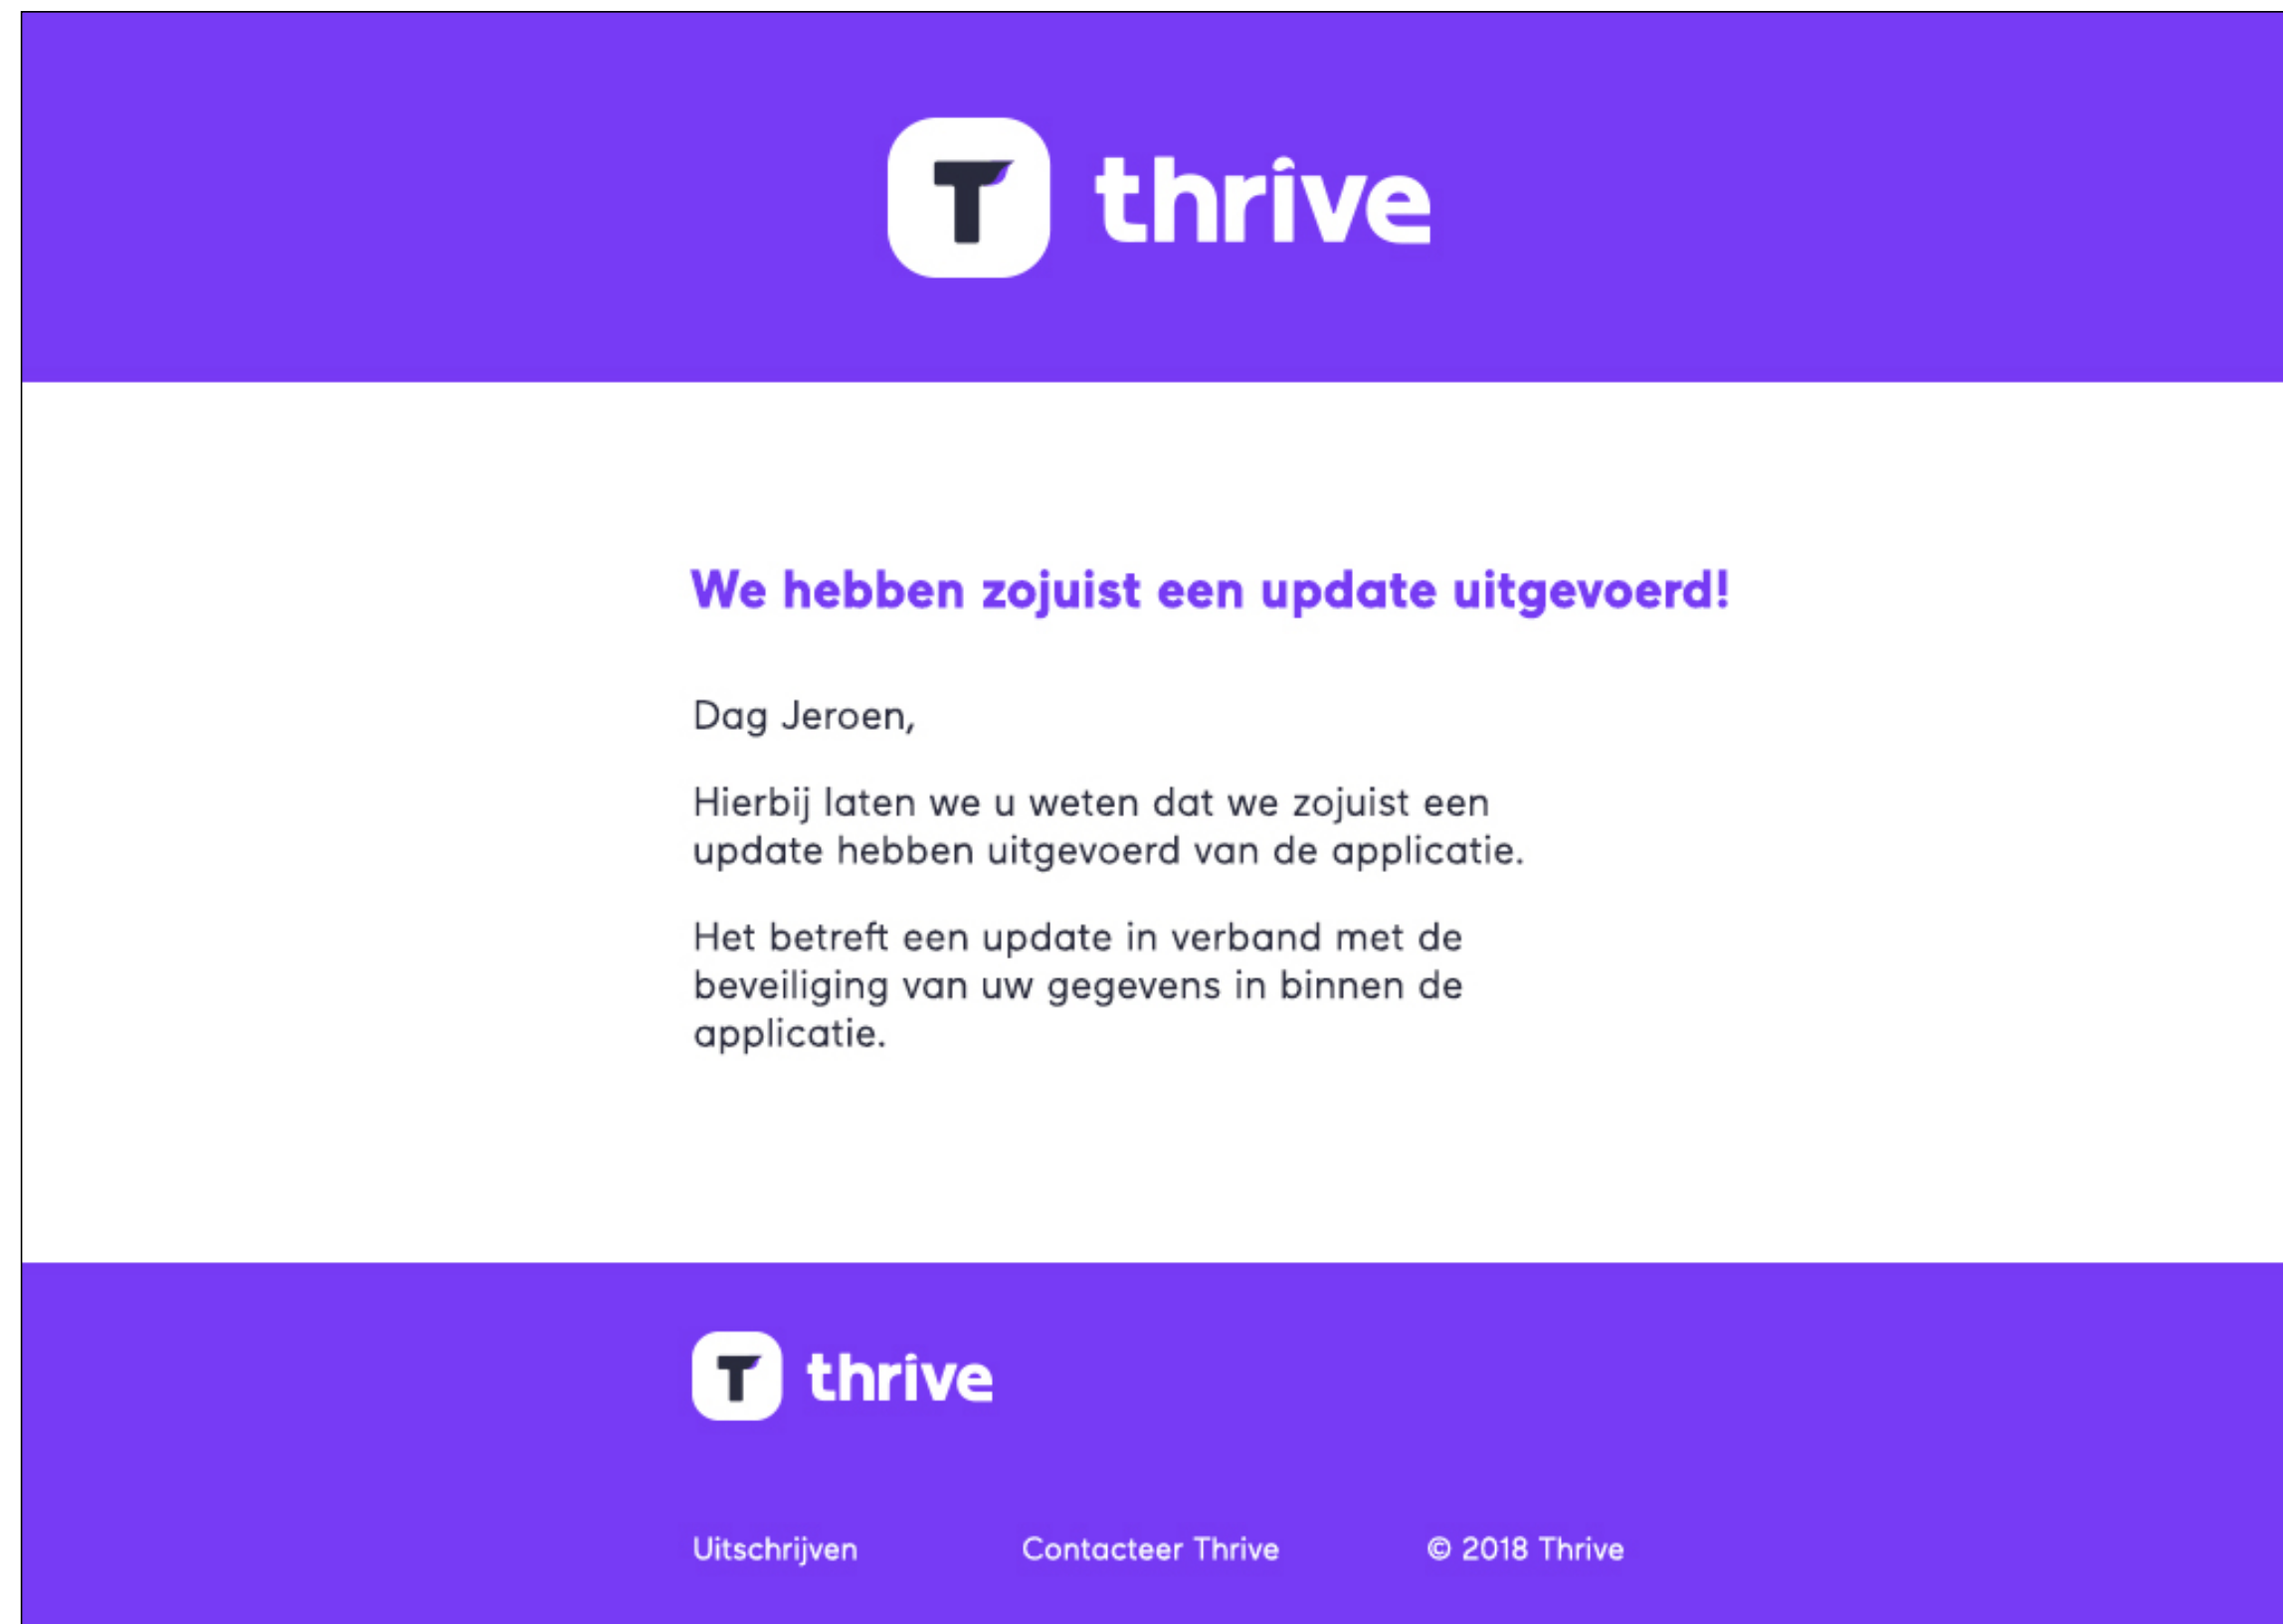 T thrive
We hebben zojuist een update uitgevoerd!
Dag Jeroen,
Hierbij laten we u weten dat we zojuist een
update hebben uitgevoerd van de applicatie.
Het betreft een update in verband met de
beveiliging van uw gegevens in binnen de
applicatie.
T thrive
Uitschrijven Contacteer Thrive © 2018 Thrive